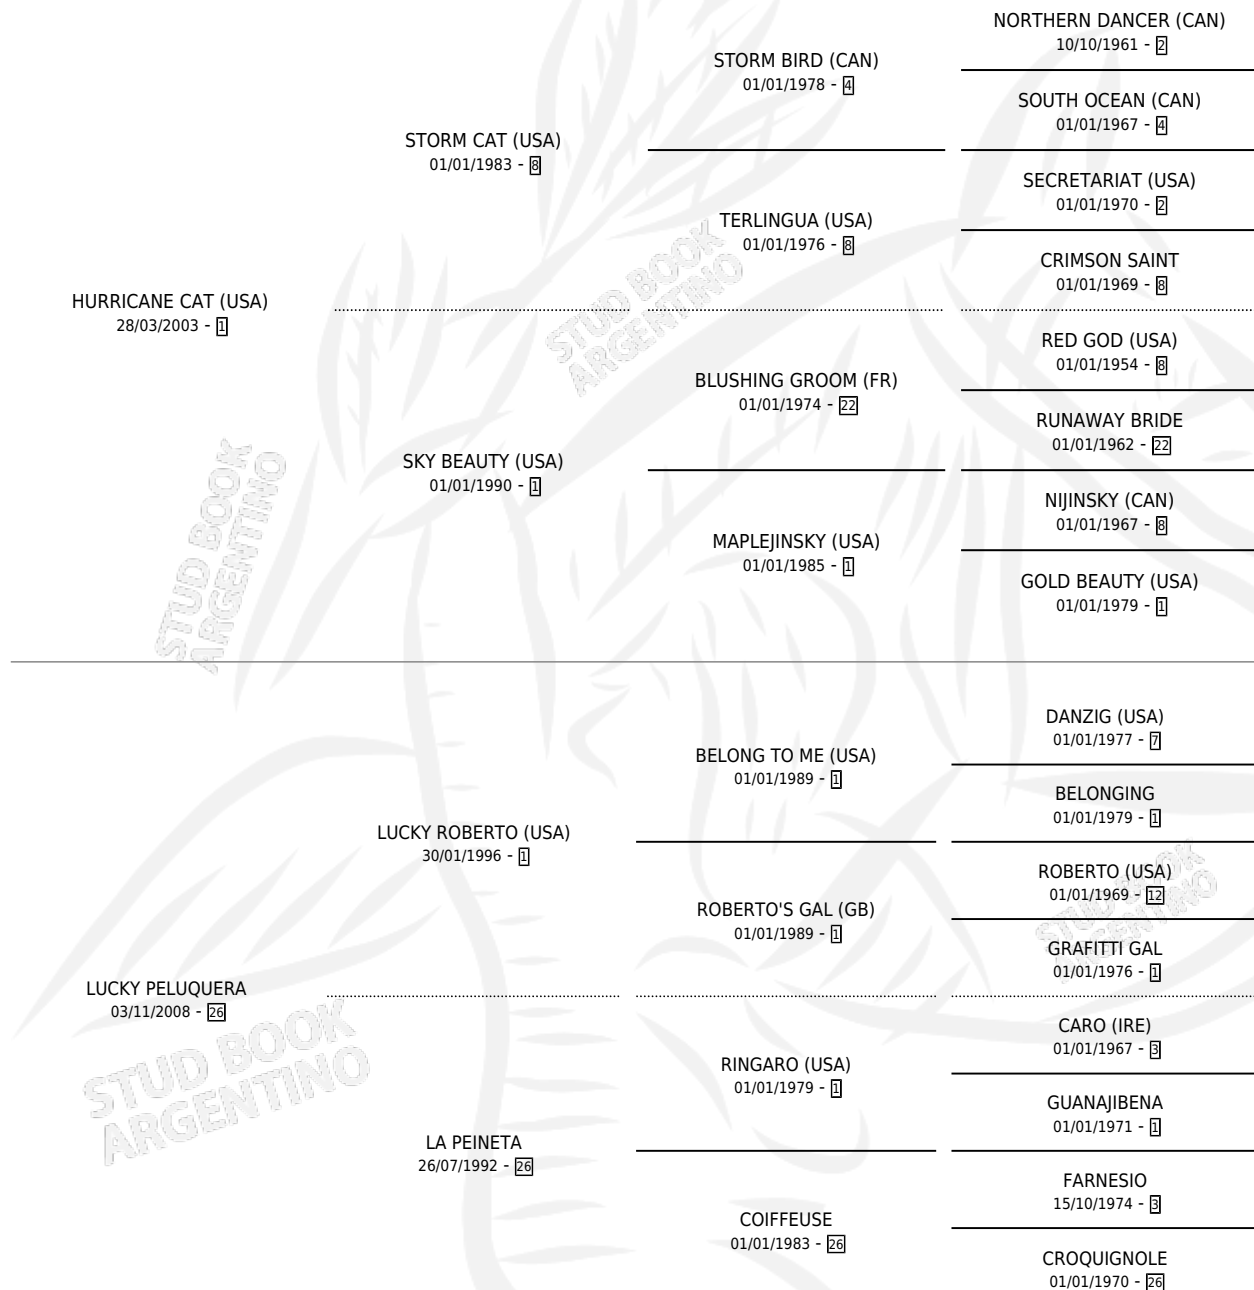 NORTHERN DANCER (CAN)
10/10/1961 - 2
STORM BIRD (CAN)
01/01/1978 - 4
SOUTH OCEAN (CAN)
01/01/1967 - 4
STORM CAT (USA)
01/01/1983 - 8
SECRETARIAT (USA)
01/01/1970 - 2
TERLINGUA (USA)
01/01/1976 - 8
CRIMSON SAINT
01/01/1969 - 8
HURRICANE CAT (USA)
28/03/2003 - 1
STUD BOOK
ARGENTINO
RED GOD (USA)
01/01/1954 - 8
BLUSHING GROOM (FR)
01/01/1974 - 22
RUNAWAY BRIDE
01/01/1962 - 22
SKY BEAUTY (USA)
01/01/1990 - 1
NIJINSKY (CAN)
01/01/1967 - 8
MAPLEJINSKY (USA)
01/01/1985 - 1
GOLD BEAUTY (USA)
01/01/1979 - 1
STUD BOOK
ARGENTINO
DANZIG (USA)
01/01/1977 - 7
BELONG TO ME (USA)
01/01/1989 - 1
BELONGING
01/01/1979 - 1
LUCKY ROBERTO (USA)
30/01/1996 - 1
ROBERTO (USA)
01/01/1969 - 12
ROBERTO'S GAL (GB)
01/01/1989 - 1
GRAFITTI GAL
01/01/1976 - 1
STUD BOOK
ARGENTINO
LUCKY PELUQUERA
03/11/2008 - 26
CARO (IRE)
01/01/1967 - 3
RINGARO (USA)
01/01/1979 - 1
GUANAJIBENA
01/01/1971 - 1
STUD BOOK
ARGENTINO
LA PEINETA
26/07/1992 - 26
FARNESIO
15/10/1974 - 3
COIFFEUSE
01/01/1983 - 26
CROQUIGNOLE
01/01/1970 - 26